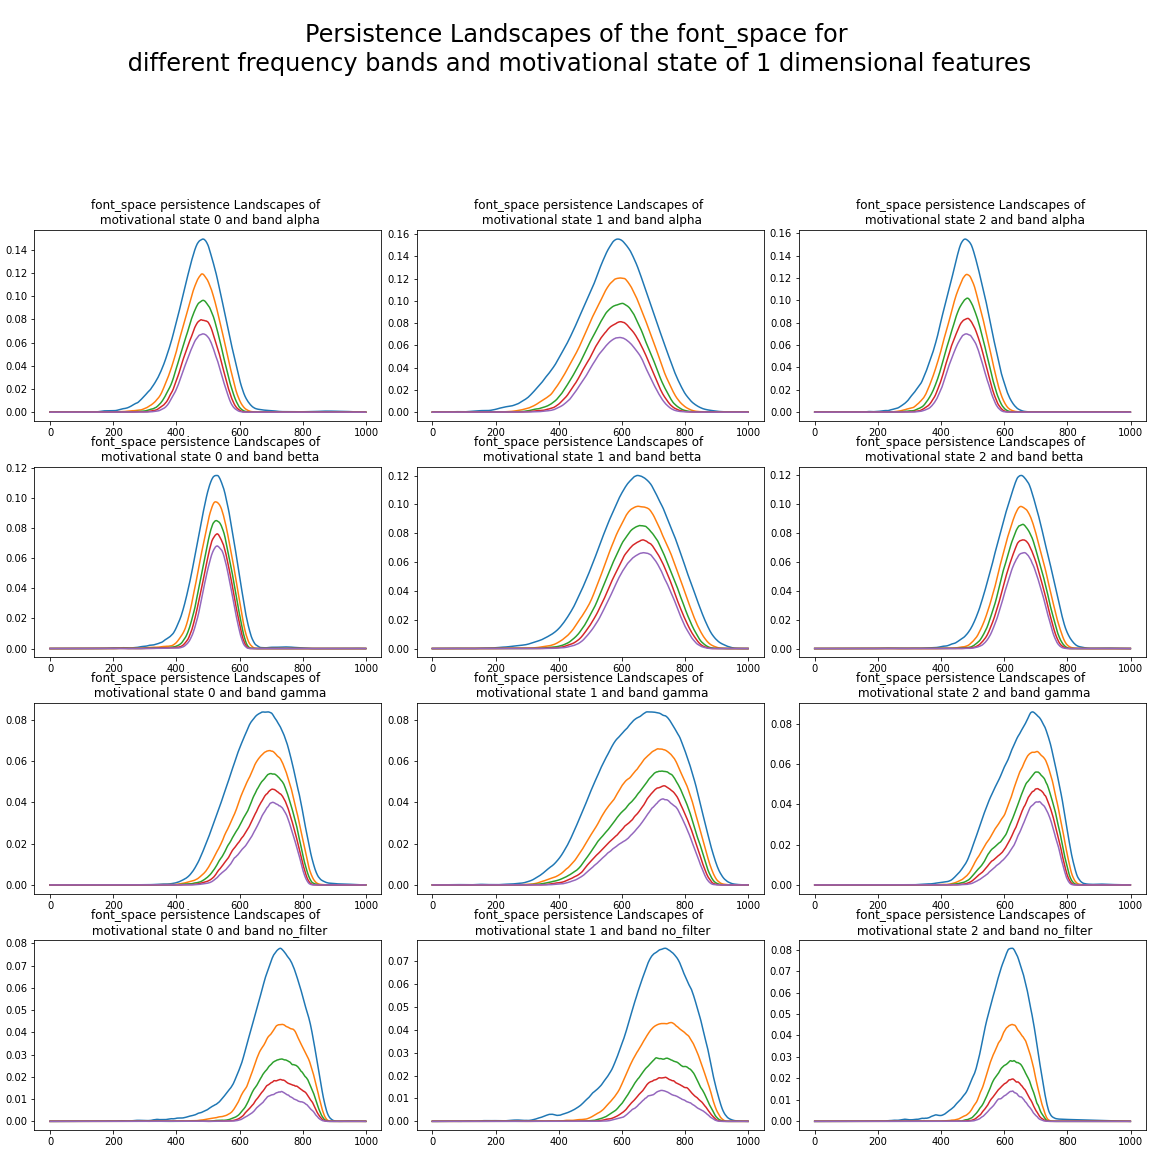 Persistence Landscapes of the font_space for
different frequency bands and motivational state of 1 dimensional features
font_space persistence Landscapes of
motivational state 0 and band alpha
0.14
0.12
0.10
0.08
0.06
0.04
0.02
0.00
0 200 400 600 800 1000
font_space persistence Landscapes of
motivational state 1 and band alpha
0.16
0.14
0.12
0.10
0.08
0.06
0.04
0.02
0.00
0 200 400 600 800 1000
font_space persistence Landscapes of
motivational state 2 and band alpha
0.16
0.14
0.12
0.10
0.08
0.06
0.04
0.02
0.00
0 200 400 600 800 1000
font_space persistence Landscapes of
motivational state 0 and band betta
0.12
0.10
0.08
0.06
0.04
0.02
0.00
0 200 400 600 800 1000
font_space persistence Landscapes of
motivational state 1 and band betta
0.12
0.10
0.08
0.06
0.04
0.02
0.00
0 200 400 600 800 1000
font_space persistence Landscapes of
motivational state 2 and band betta
0.12
0.10
0.08
0.06
0.04
0.02
0.00
0 200 400 600 800 1000
font_space persistence Landscapes of
motivational state 0 and band gamma
0.08
0.06
0.04
0.02
0.00
0 200 400 600 800 1000
font_space persistence Landscapes of
motivational state 1 and band gamma
0.08
0.06
0.04
0.02
0.00
0 200 400 600 800 1000
font_space persistence Landscapes of
motivational state 2 and band gamma
0.08
0.06
0.04
0.02
0.00
0 200 400 600 800 1000
font_space persistence Landscapes of
motivational state 0 and band no_filter
0.08
0.07
0.06
0.05
0.04
0.03
0.02
0.01
0.00
0 200 400 600 800 1000
font_space persistence Landscapes of
motivational state 1 and band no_filter
0.07
0.06
0.05
0.04
0.03
0.02
0.01
0.00
0 200 400 600 800 1000
font_space persistence Landscapes of
motivational state 2 and band no_filter
0.08
0.07
0.06
0.05
0.04
0.03
0.02
0.01
0.00
0 200 400 600 800 1000